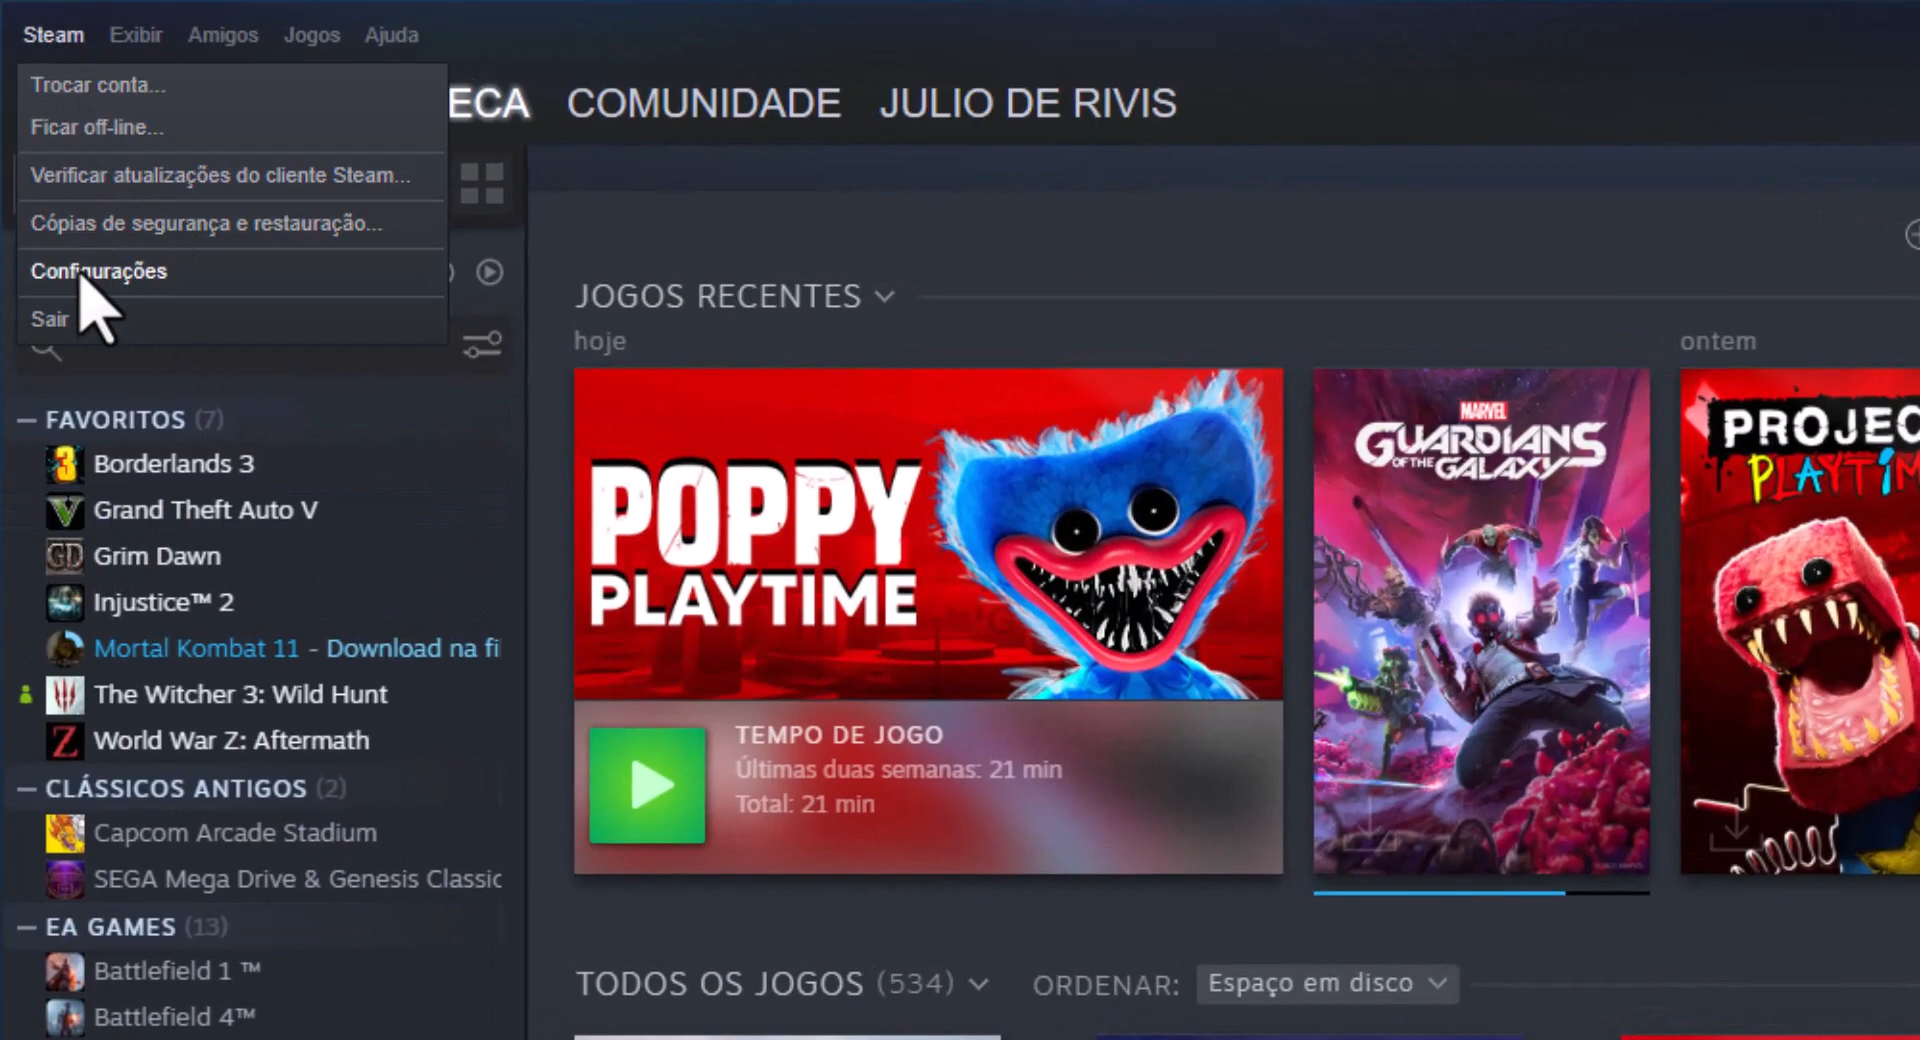 Steam Exibir Amigos Jogos Ajuda
Trocar conta...
Ficar off-line...
Verificar atualizações do cliente Steam...
Cópias de segurança e restauração...
Configurações
Sair
ECA COMUNIDADE JULIO DE RIVIS
FAVORITOS (7)
Borderlands 3
Grand Theft Auto V
Grim Dawn
Injustice™ 2
Mortal Kombat 11 - Download na fi
The Witcher 3: Wild Hunt
World War Z: Aftermath
CLÁSSICOS ANTIGOS (2)
Capcom Arcade Stadium
SEGA Mega Drive & Genesis Classic
EA GAMES (13)
Battlefield 1 ™
Battlefield 4™
JOGOS RECENTES
hoje
POPPY
PLAYTIME
TEMPO DE JOGO
Últimas duas semanas: 21 min
Total: 21 min
MARVEL
GUARDIANS
OF THE GALAXY
ontem
PROJEC
PLAYTIM
TODOS OS JOGOS (534) ORDENAR: Espaço em disco